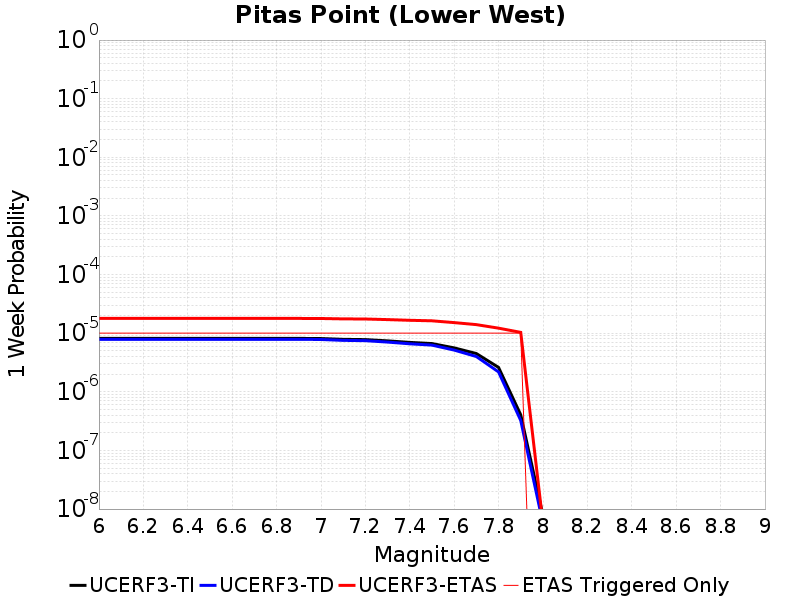 Pitas Point (Lower West)
1 Week Probability
10^0
10^-1
10^-2
10^-3
10^-4
10^-5
10^-6
10^-7
10^-8
6 6.2 6.4 6.6 6.8 7 7.2 7.4 7.6 7.8 8 8.2 8.4 8.6 8.8 9
Magnitude
UCERF3-TI UCERF3-TD UCERF3-ETAS ETAS Triggered Only